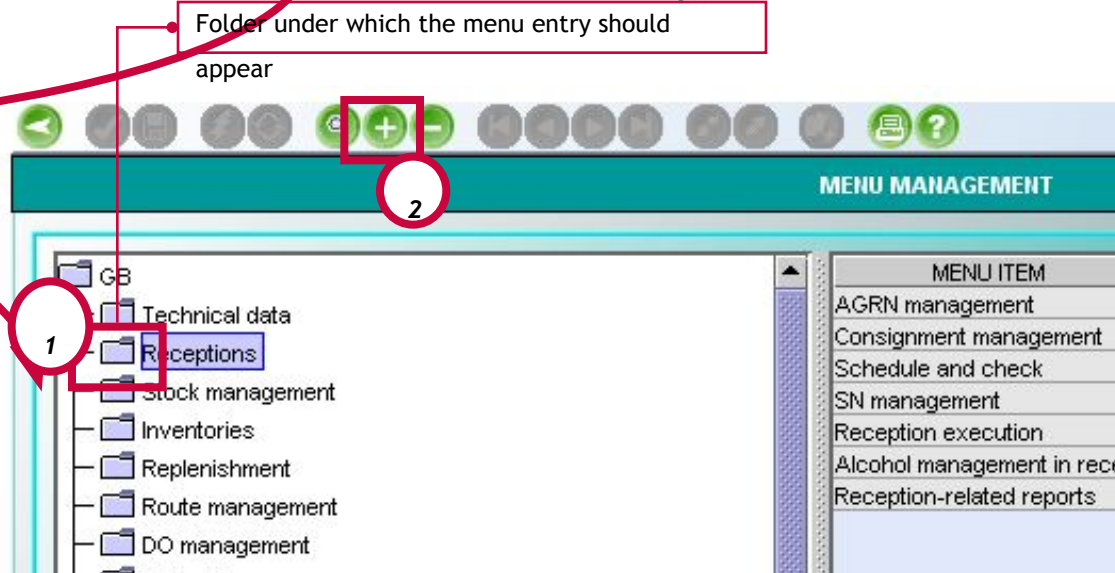 Folder under which the menu entry should
appear
2
MENU MANAGEMENT
GB
Technical data
1
Receptions
Stock management
Inventories
Replenishment
Route management
DO management
MENU ITEM
AGRN management
Consignment management
Schedule and check
SN management
Reception execution
Alcohol management in rece
Reception-related reports